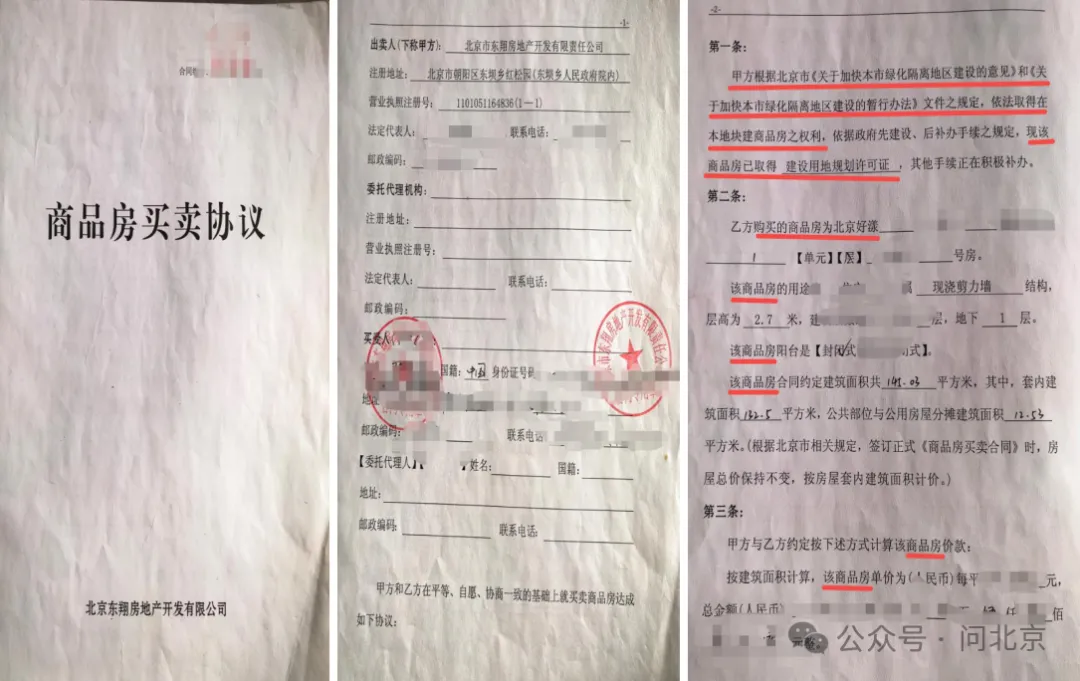 合同编
商品房买卖协议
北京东翔房地产开发有限公司
-1-
出卖人(下称甲方): 北京市东翔房地产开发有限责任公司
注册地址: 北京市朝阳区东坝乡红松园(东坝乡人民政府院内)
营业执照注册号: 1101051164836(1-1)
法定代表人: 联系电话:
邮政编码:
委托代理机构:
注册地址:
营业执照注册号:
法定代表人: 联系电话:
邮政编码:
买受人
国籍: 中国 身份证号码
地址
邮政编码: 联系电话
【委托代理人】【 】姓名: 国籍:
地址:
邮政编码: 联系电话:
甲方和乙方在平等、自愿、协商一致的基础上就买卖商品房达成
如下协议:
市东翔房地产开发有限责任公
-2-
第一条:
甲方根据北京市《关于加快本市绿化隔离地区建设的意见》和《关
于加快本市绿化隔离地区建设的暂行办法》文件之规定，依法取得在
本地块建商品房之权利，依据政府先建设、后补办手续之规定，现该
商品房已取得 建设用地规划许可证 ，其他手续正在积极补办。
第二条:
乙方购买的商品房为北京好漾
1 【单元】【层】 号房。
该商品房的用途 现浇剪力墙 结构，
层高为 2.7 米，建 层，地下 1 层。
该商品房阳台是【封闭式 式】。
该商品房合同约定建筑面积共 145.03 平方米，其中，套内建
筑面积 132.5 平方米，公共部位与公用房屋分摊建筑面积 12.53
平方米。(根据北京市相关规定，签订正式《商品房买卖合同》时，房
屋总价保持不变，按房屋套内建筑面积计价。)
第三条:
甲方与乙方约定按下述方式计算该商品房价款:
按建筑面积计算，该商品房单价为(人民币)每平 元，
总金额(人民币) 仟 佰
公众号·问北京